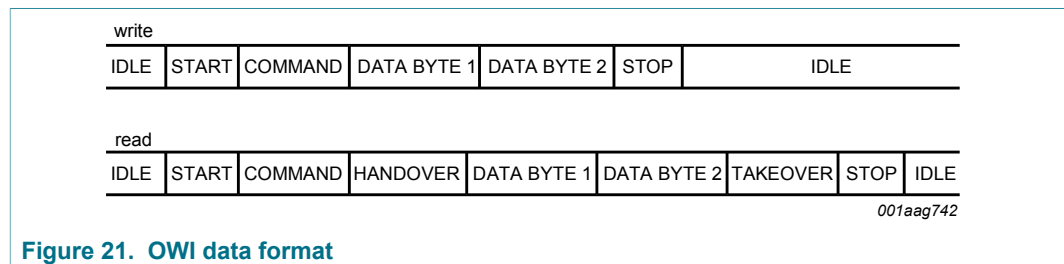 write
IDLE START COMMAND DATA BYTE 1 DATA BYTE 2 STOP IDLE
read
IDLE START COMMAND HANDOVER DATA BYTE 1 DATA BYTE 2 TAKEOVER STOP IDLE
001aag742
Figure 21. OWI data format